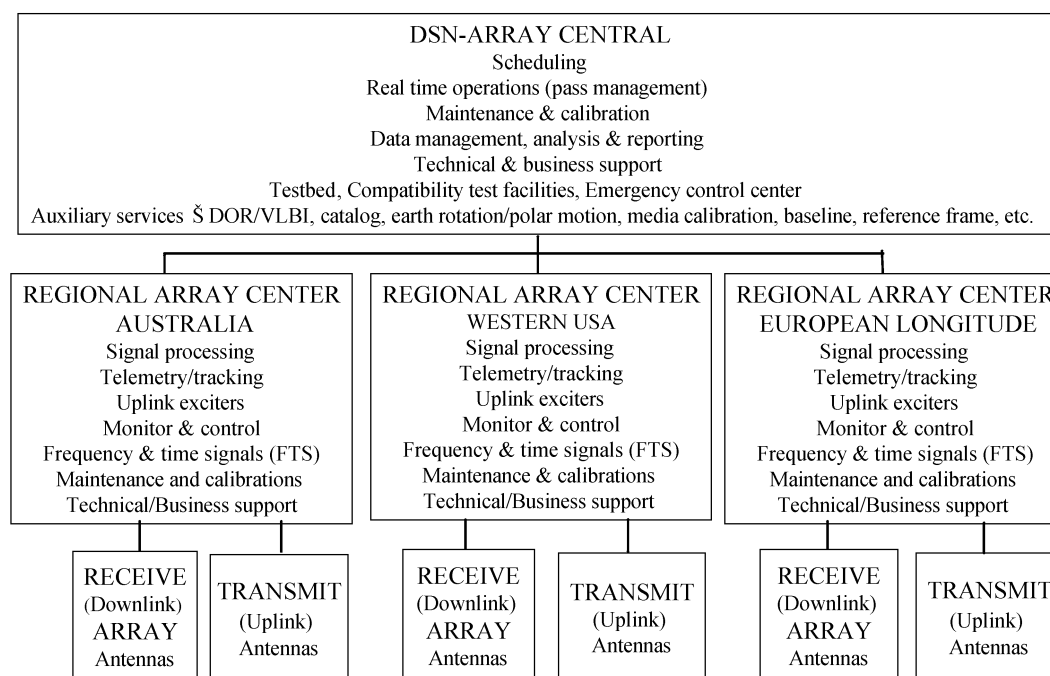 DSN-ARRAY CENTRAL
Scheduling
Real time operations (pass management)
Maintenance & calibration
Data management, analysis & reporting
Technical & business support
Testbed, Compatibility test facilities, Emergency control center
Auxiliary services Š DOR/VLBI, catalog, earth rotation/polar motion, media calibration, baseline, reference frame, etc.
REGIONAL ARRAY CENTER
AUSTRALIA
Signal processing
Telemetry/tracking
Uplink exciters
Monitor & control
Frequency & time signals (FTS)
Maintenance and calibrations
Technical/Business support
REGIONAL ARRAY CENTER
WESTERN USA
Signal processing
Telemetry/tracking
Uplink exciters
Monitor & control
Frequency & time signals (FTS)
Maintenance & calibrations
Technical/Business support
REGIONAL ARRAY CENTER
EUROPEAN LONGITUDE
Signal processing
Telemetry/tracking
Uplink exciters
Monitor & control
Frequency & time signals (FTS)
Maintenance and calibrations
Technical/Business support
RECEIVE
(Downlink)
ARRAY
Antennas
TRANSMIT
(Uplink)
Antennas
RECEIVE
(Downlink)
ARRAY
Antennas
TRANSMIT
(Uplink)
Antennas
RECEIVE
(Downlink)
ARRAY
Antennas
TRANSMIT
(Uplink)
Antennas